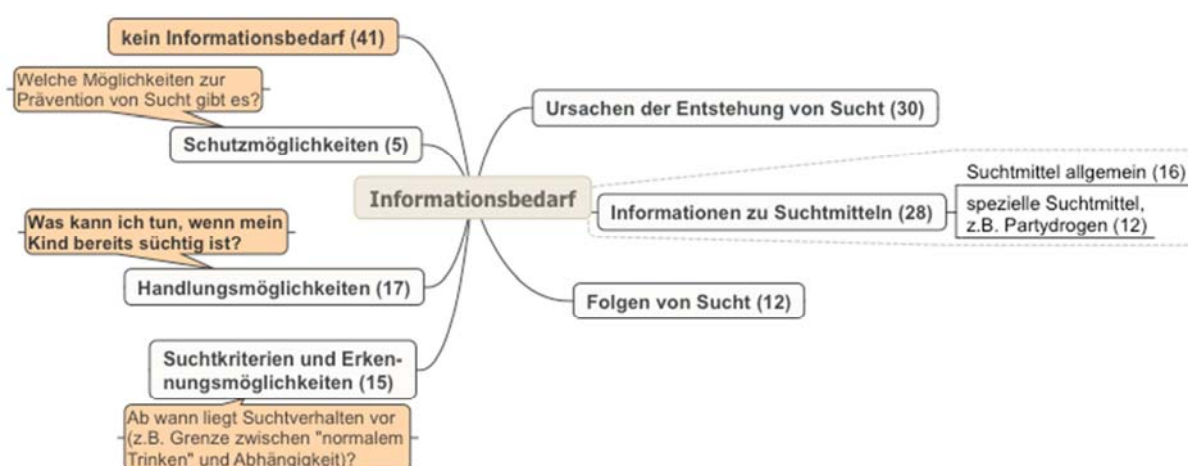 kein Informationsbedarf (41)
Welche Möglichkeiten zur
Prävention von Sucht gibt es?
Schutzmöglichkeiten (5)
Was kann ich tun, wenn mein
Kind bereits süchtig ist?
Handlungsmöglichkeiten (17)
Suchtkriterien und Erken-
nungsmöglichkeiten (15)
Ab wann liegt Suchtverhalten vor
(z.B. Grenze zwischen "normalem
Trinken" und Abhängigkeit)?
Informationsbedarf
Ursachen der Entstehung von Sucht (30)
Informationen zu Suchtmitteln (28)
Suchtmittel allgemein (16)
spezielle Suchtmittel,
z.B. Partydrogen (12)
Folgen von Sucht (12)